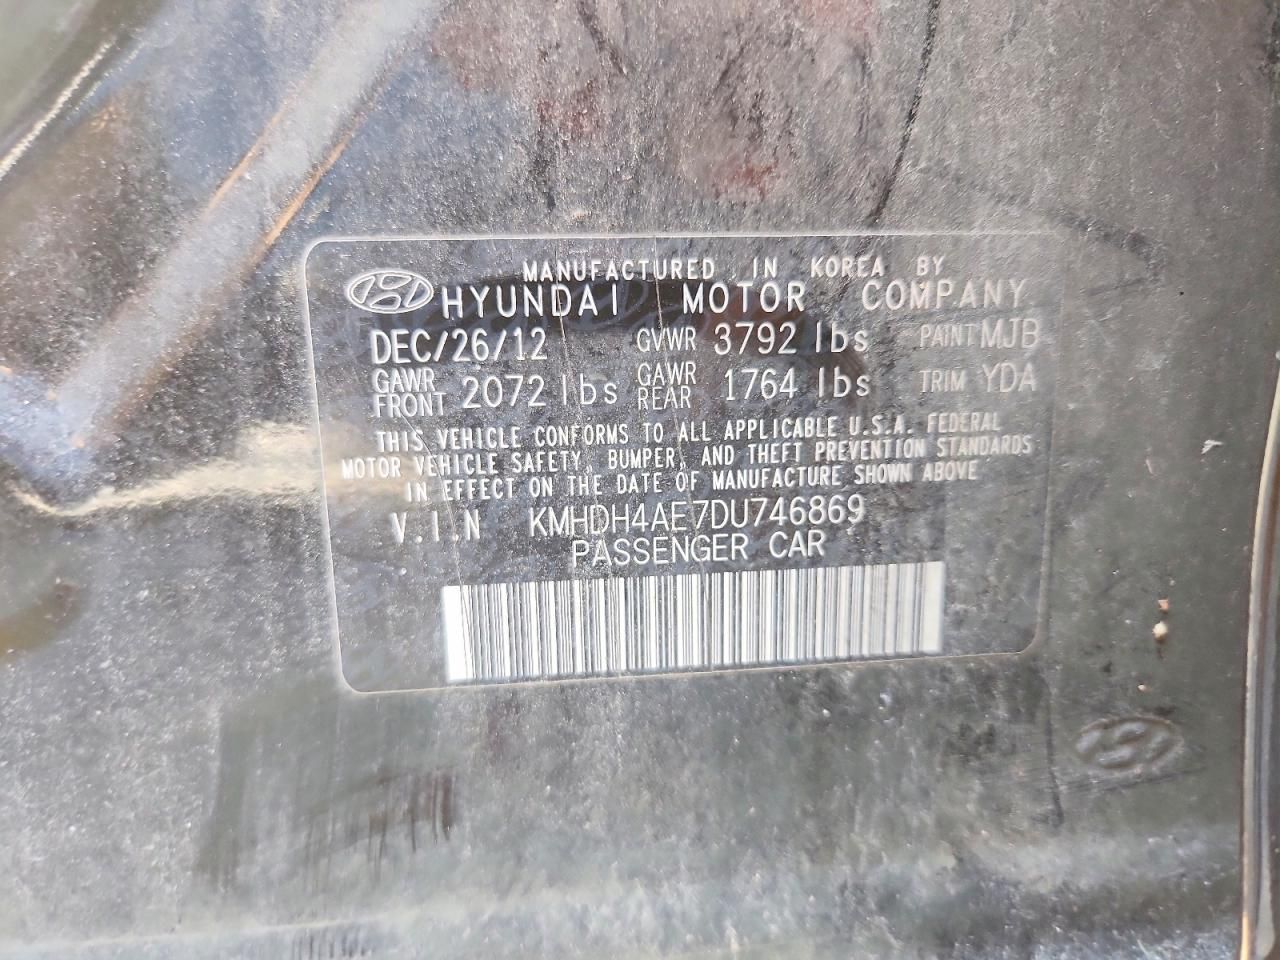 MANUFACTURED IN KOREA BY
HYUNDAI MOTOR COMPANY
DEC/26/12 GVWR 3792 lbs PAINT MJB
GAWR FRONT 2072 lbs GAWR REAR 1764 lbs TRIM YDA
THIS VEHICLE CONFORMS TO ALL APPLICABLE U.S.A. FEDERAL
MOTOR VEHICLE SAFETY, BUMPER, AND THEFT PREVENTION STANDARDS
IN EFFECT ON THE DATE OF MANUFACTURE SHOWN ABOVE
V.I.N KMHDH4AE7DU746869
PASSENGER CAR